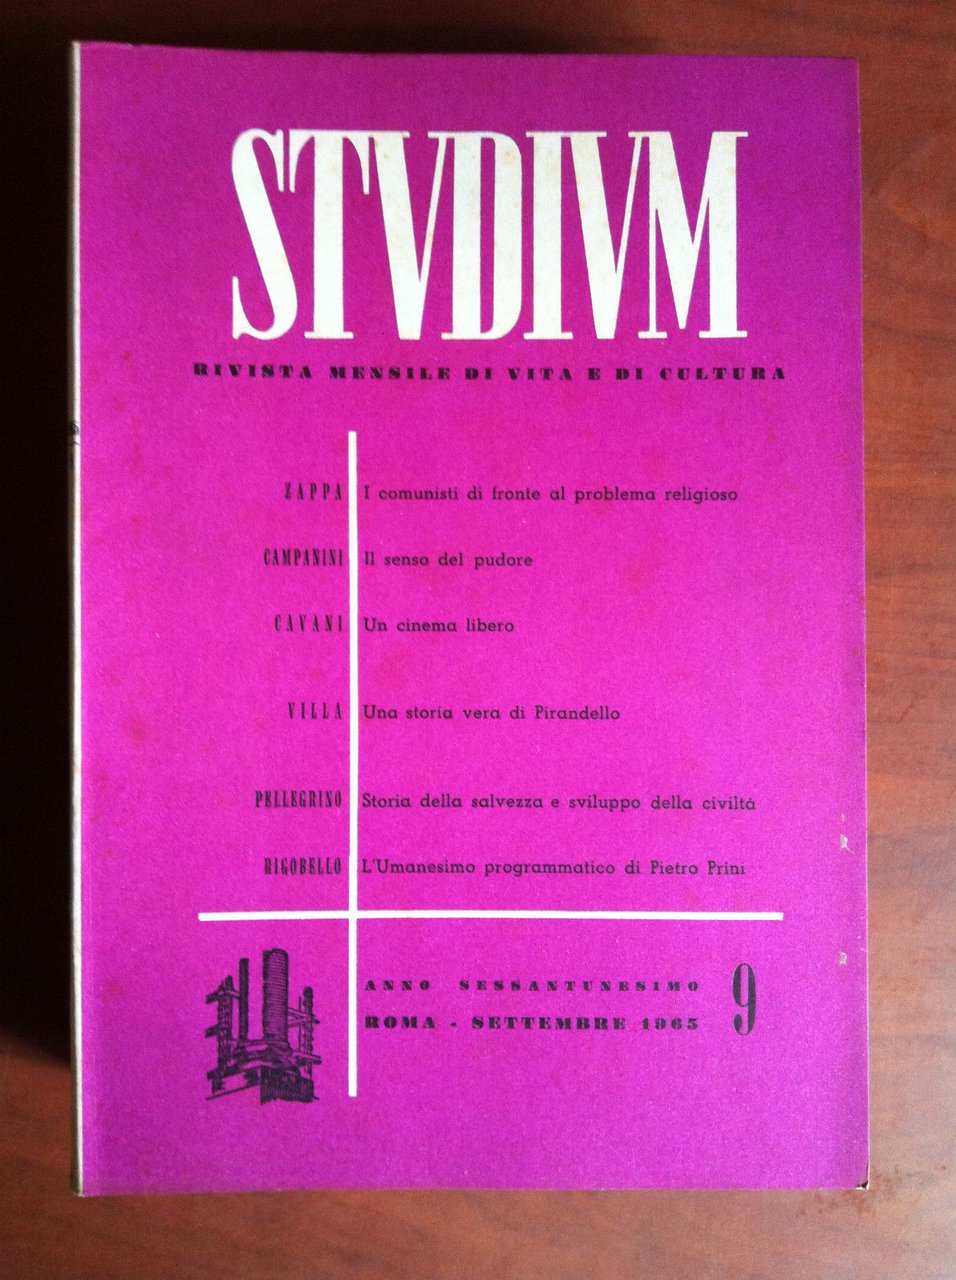 STVDIVM
RIVISTA MENSILE DI VITA E DI CULTURA
ZAPPA I comunisti di fronte al problema religioso
CAMPANINI Il senso del pudore
CAVANI Un cinema libero
VILLA Una storia vera di Pirandello
PELLEGRINO Storia della salvezza e sviluppo della civiltà
RIGOBELLO L'Umanesimo programmatico di Pietro Prini
ANNO SESSANTUNESIMO
ROMA - SETTEMBRE 1965
9